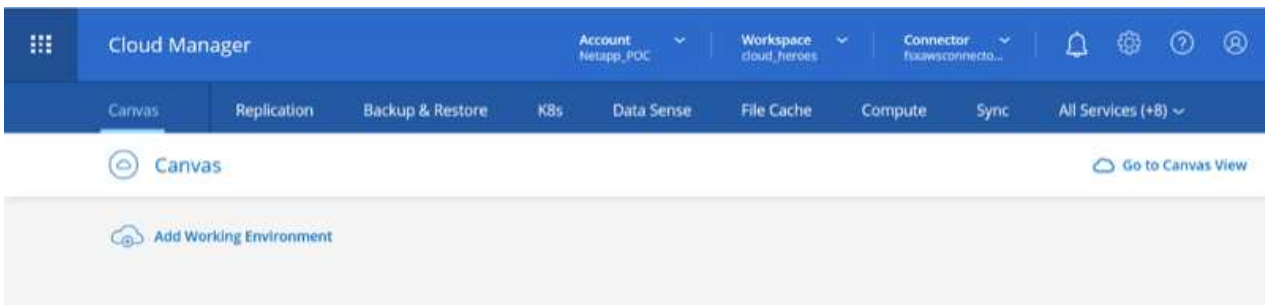 Cloud Manager
Account
Netapp_POC
Workspace
cloud_heroes
Connector
fsxawsconnecto...
Canvas Replication Backup & Restore K8s Data Sense File Cache Compute Sync All Services (+8)
Canvas
Go to Canvas View
Add Working Environment